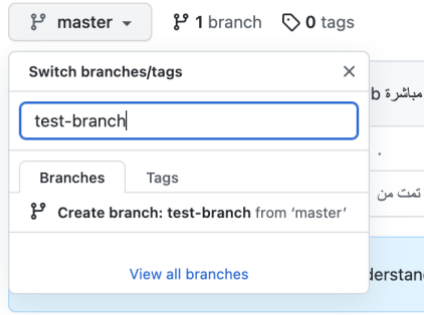 master
1 branch
0 tags
Switch branches/tags
test-branch
Branches
Tags
Create branch: test-branch from ‘master’
View all branches
مباشرة b
.
تمت من
derstan